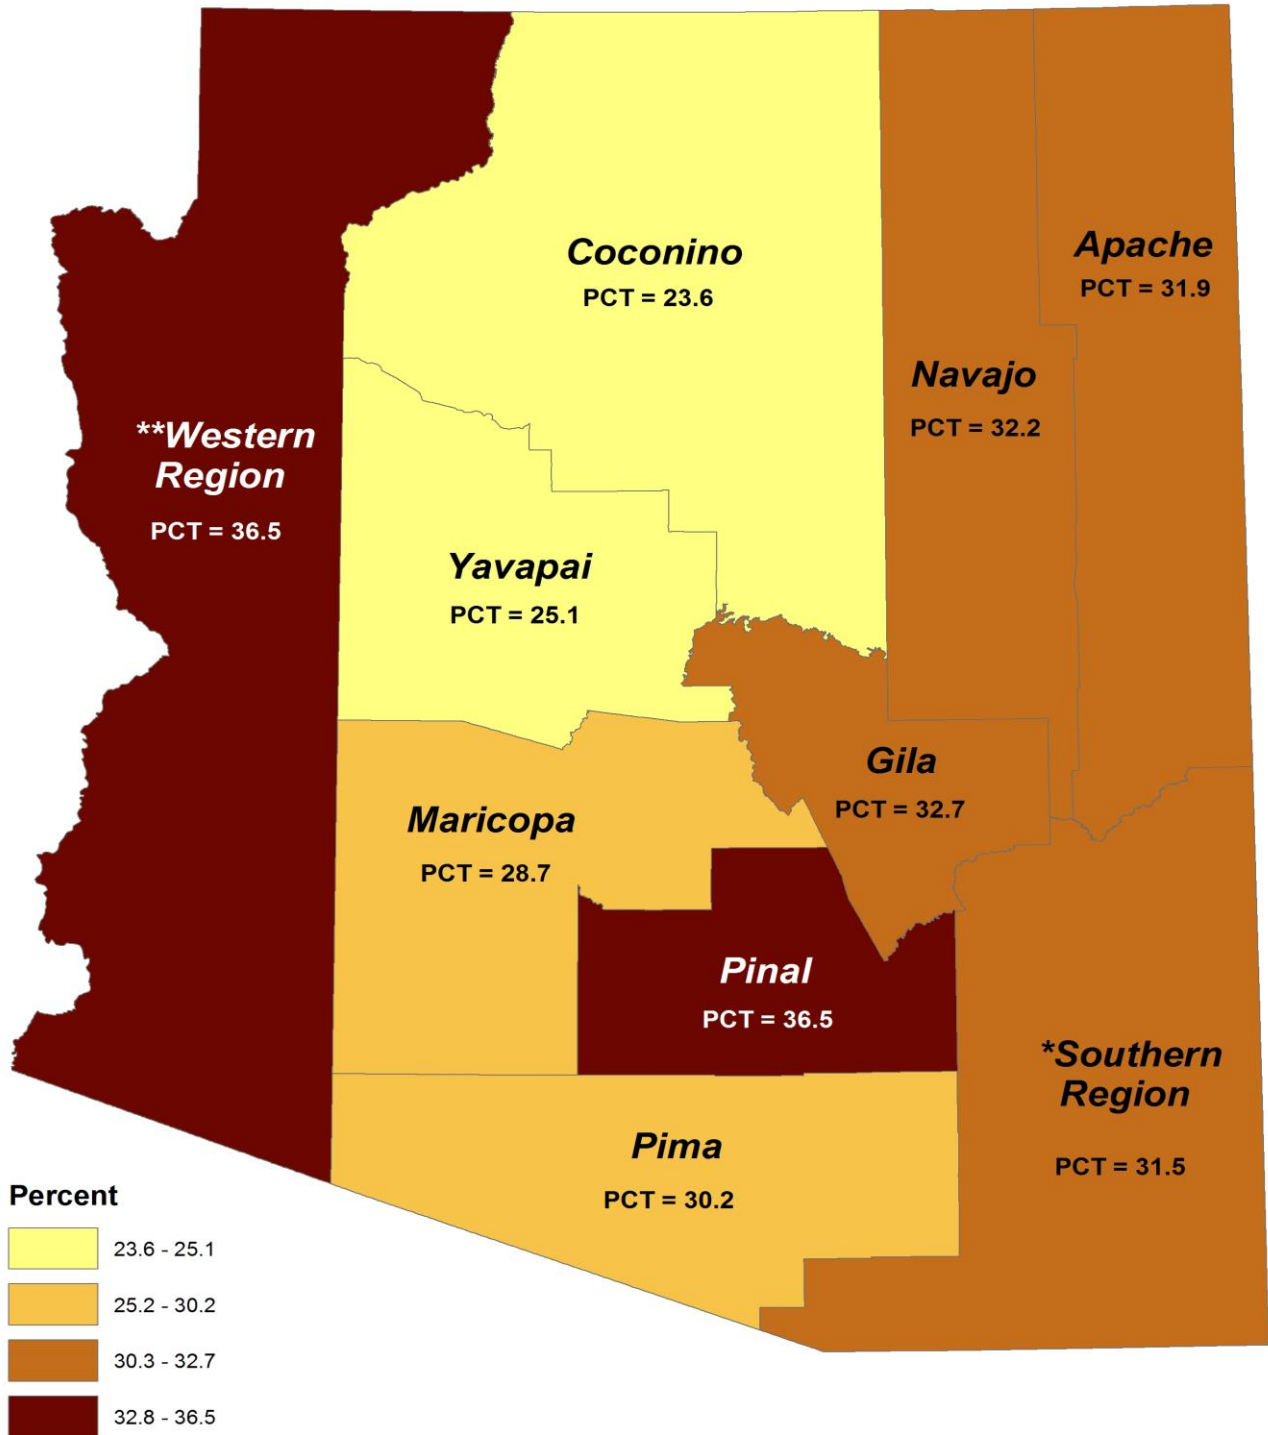 Coconino
PCT = 23.6
Apache
PCT = 31.9
Navajo
PCT = 32.2
**Western
Region
PCT = 36.5
Yavapai
PCT = 25.1
Gila
PCT = 32.7
Maricopa
PCT = 28.7
Pinal
PCT = 36.5
*Southern
Region
PCT = 31.5
Pima
PCT = 30.2
Percent
23.6 - 25.1
25.2 - 30.2
30.3 - 32.7
32.8 - 36.5